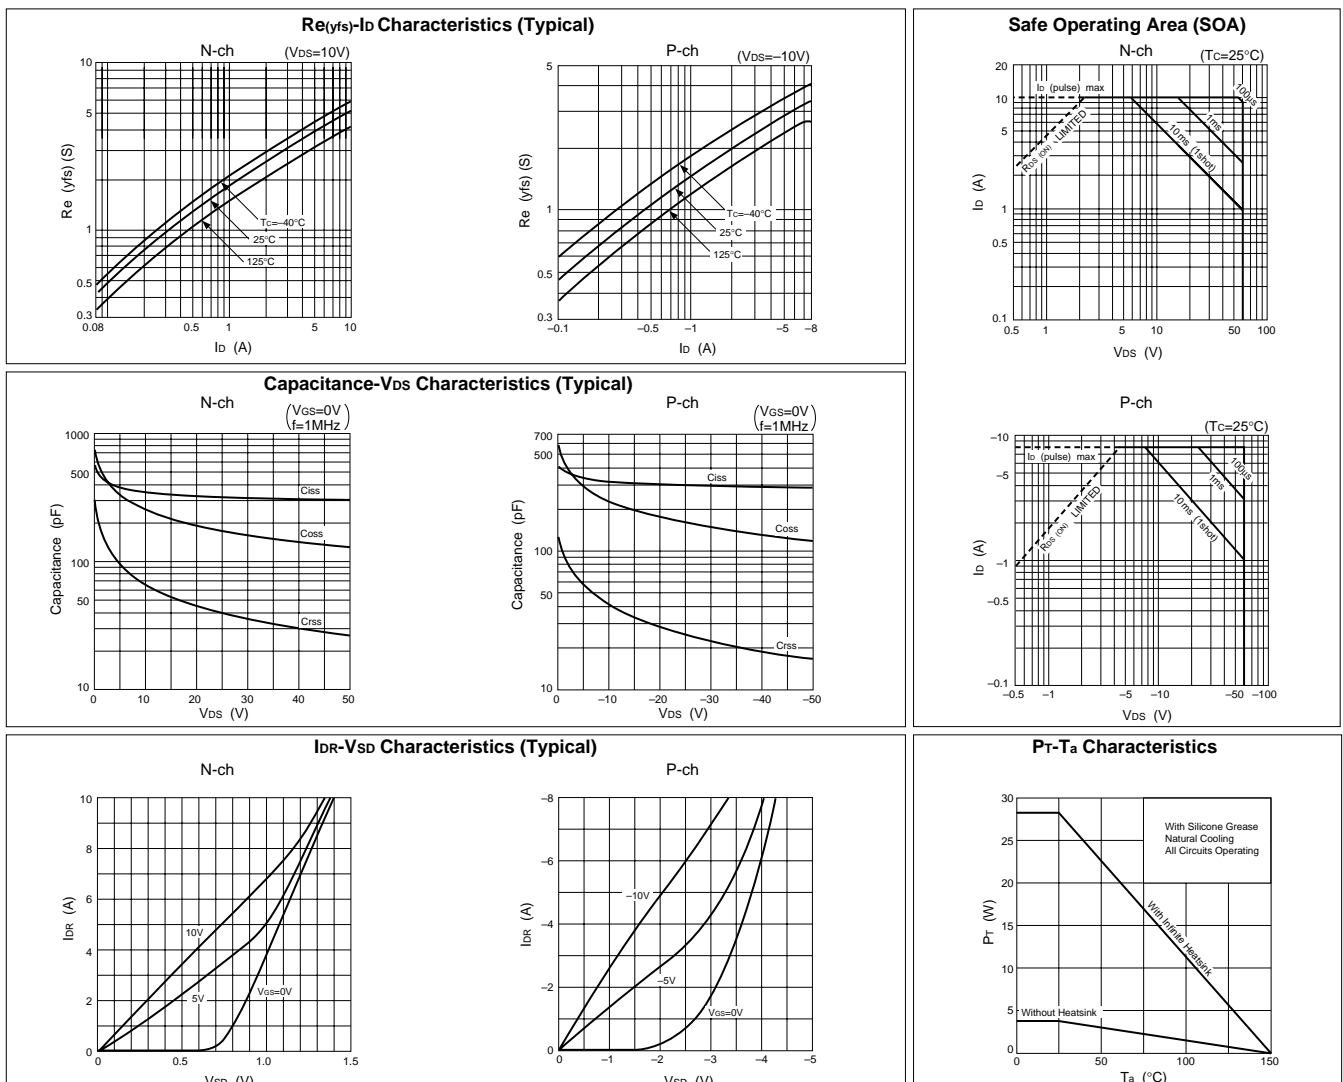 Re(yfs)-ID Characteristics (Typical)
N-ch
(VDS=10V)
10
5
1
0.5
0.3
Re (yfs) (S)
TC=–40°C
25°C
125°C
0.08
0.5
1
5
10
ID (A)
P-ch
(VDS=–10V)
5
1
0.5
0.3
Re (yfs) (S)
TC=–40°C
25°C
125°C
–0.1
–0.5
–1
–5
–8
ID (A)
Safe Operating Area (SOA)
N-ch
(TC=25°C)
20
10
5
1
0.5
0.1
ID (A)
ID (pulse) max
RDS (ON) LIMITED
100µs
1ms
10ms (1shot)
0.5
1
5
10
50
100
VDS (V)
P-ch
(TC=25°C)
–10
–5
–1
–0.5
–0.1
ID (A)
ID (pulse) max
RDS (ON) LIMITED
100µs
1ms
10ms (1shot)
–0.5
–1
–5
–10
–50
–100
VDS (V)
Capacitance-VDS Characteristics (Typical)
N-ch
(VGS=0V
f=1MHz)
1000
500
100
50
10
Capacitance (pF)
Ciss
Coss
Crss
0
10
20
30
40
50
VDS (V)
P-ch
(VGS=0V
f=1MHz)
700
500
100
50
10
Capacitance (pF)
Ciss
Coss
Crss
0
–10
–20
–30
–40
–50
VDS (V)
IDR-VSD Characteristics (Typical)
N-ch
10
8
6
4
2
0
IDR (A)
10V
5V
VGS=0V
0
0.5
1.0
1.5
VSD (V)
P-ch
–8
–6
–4
–2
0
IDR (A)
–10V
–5V
VGS=0V
0
–1
–2
–3
–4
–5
VSD (V)
PT-Ta Characteristics
30
25
20
15
10
5
0
PT (W)
With Silicone Grease
Natural Cooling
All Circuits Operating
With Infinite Heatsink
Without Heatsink
0
50
100
150
Ta (°C)